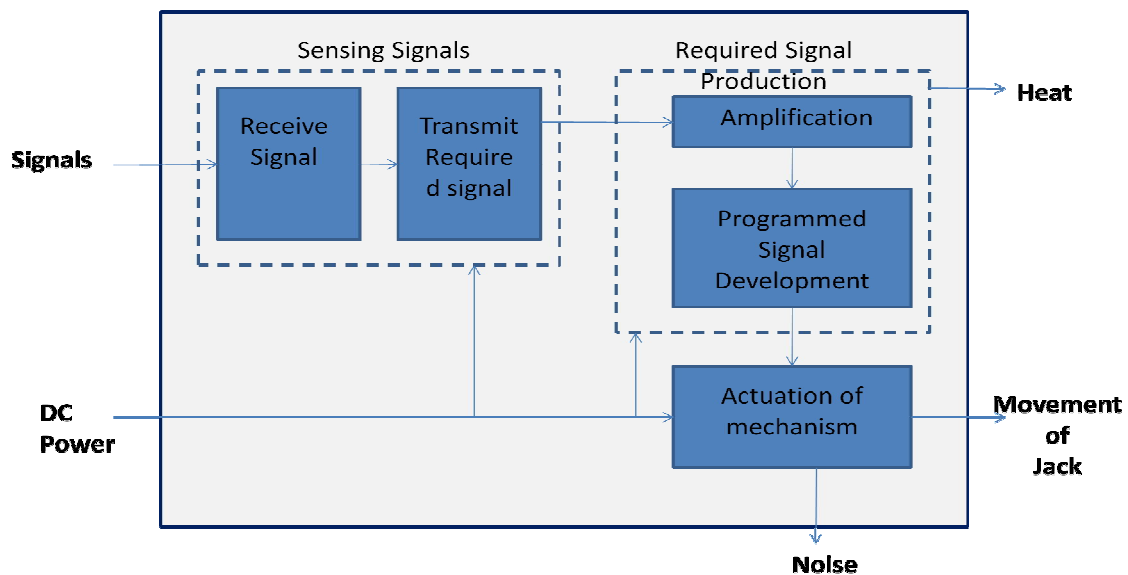 Sensing Signals
Required Signal
Production
Heat
Receive
Signal
Transmit
Require
d signal
Amplification
Signals
Programmed
Signal
Development
DC
Power
Actuation of
mechanism
Movement
of
Jack
Noise